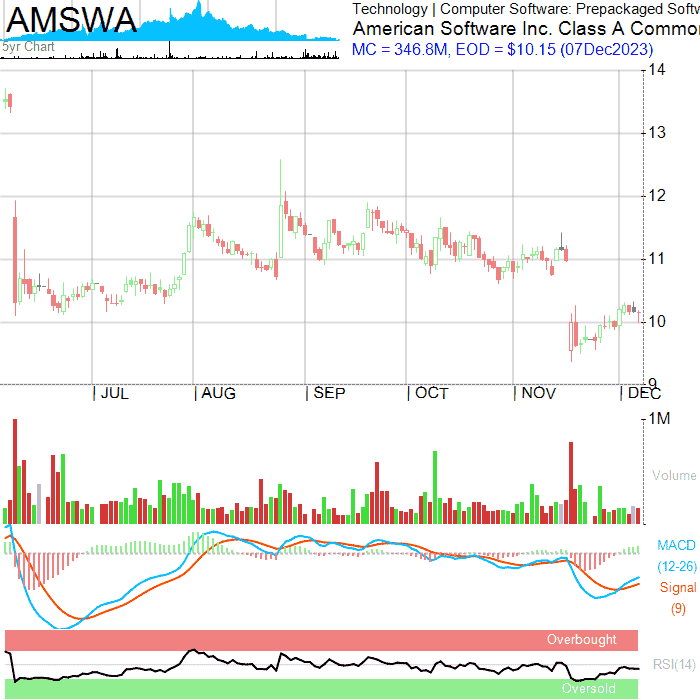 AMSWA
5yr Chart
Technology | Computer Software: Prepackaged Softw
American Software Inc. Class A Common
MC = 346.8M, EOD = $10.15 (07Dec2023)
14
13
12
11
10
9
JUL AUG SEP OCT NOV DEC
1M
Volume
MACD
(12-26)
Signal
(9)
Overbought
RSI(14)
Oversold